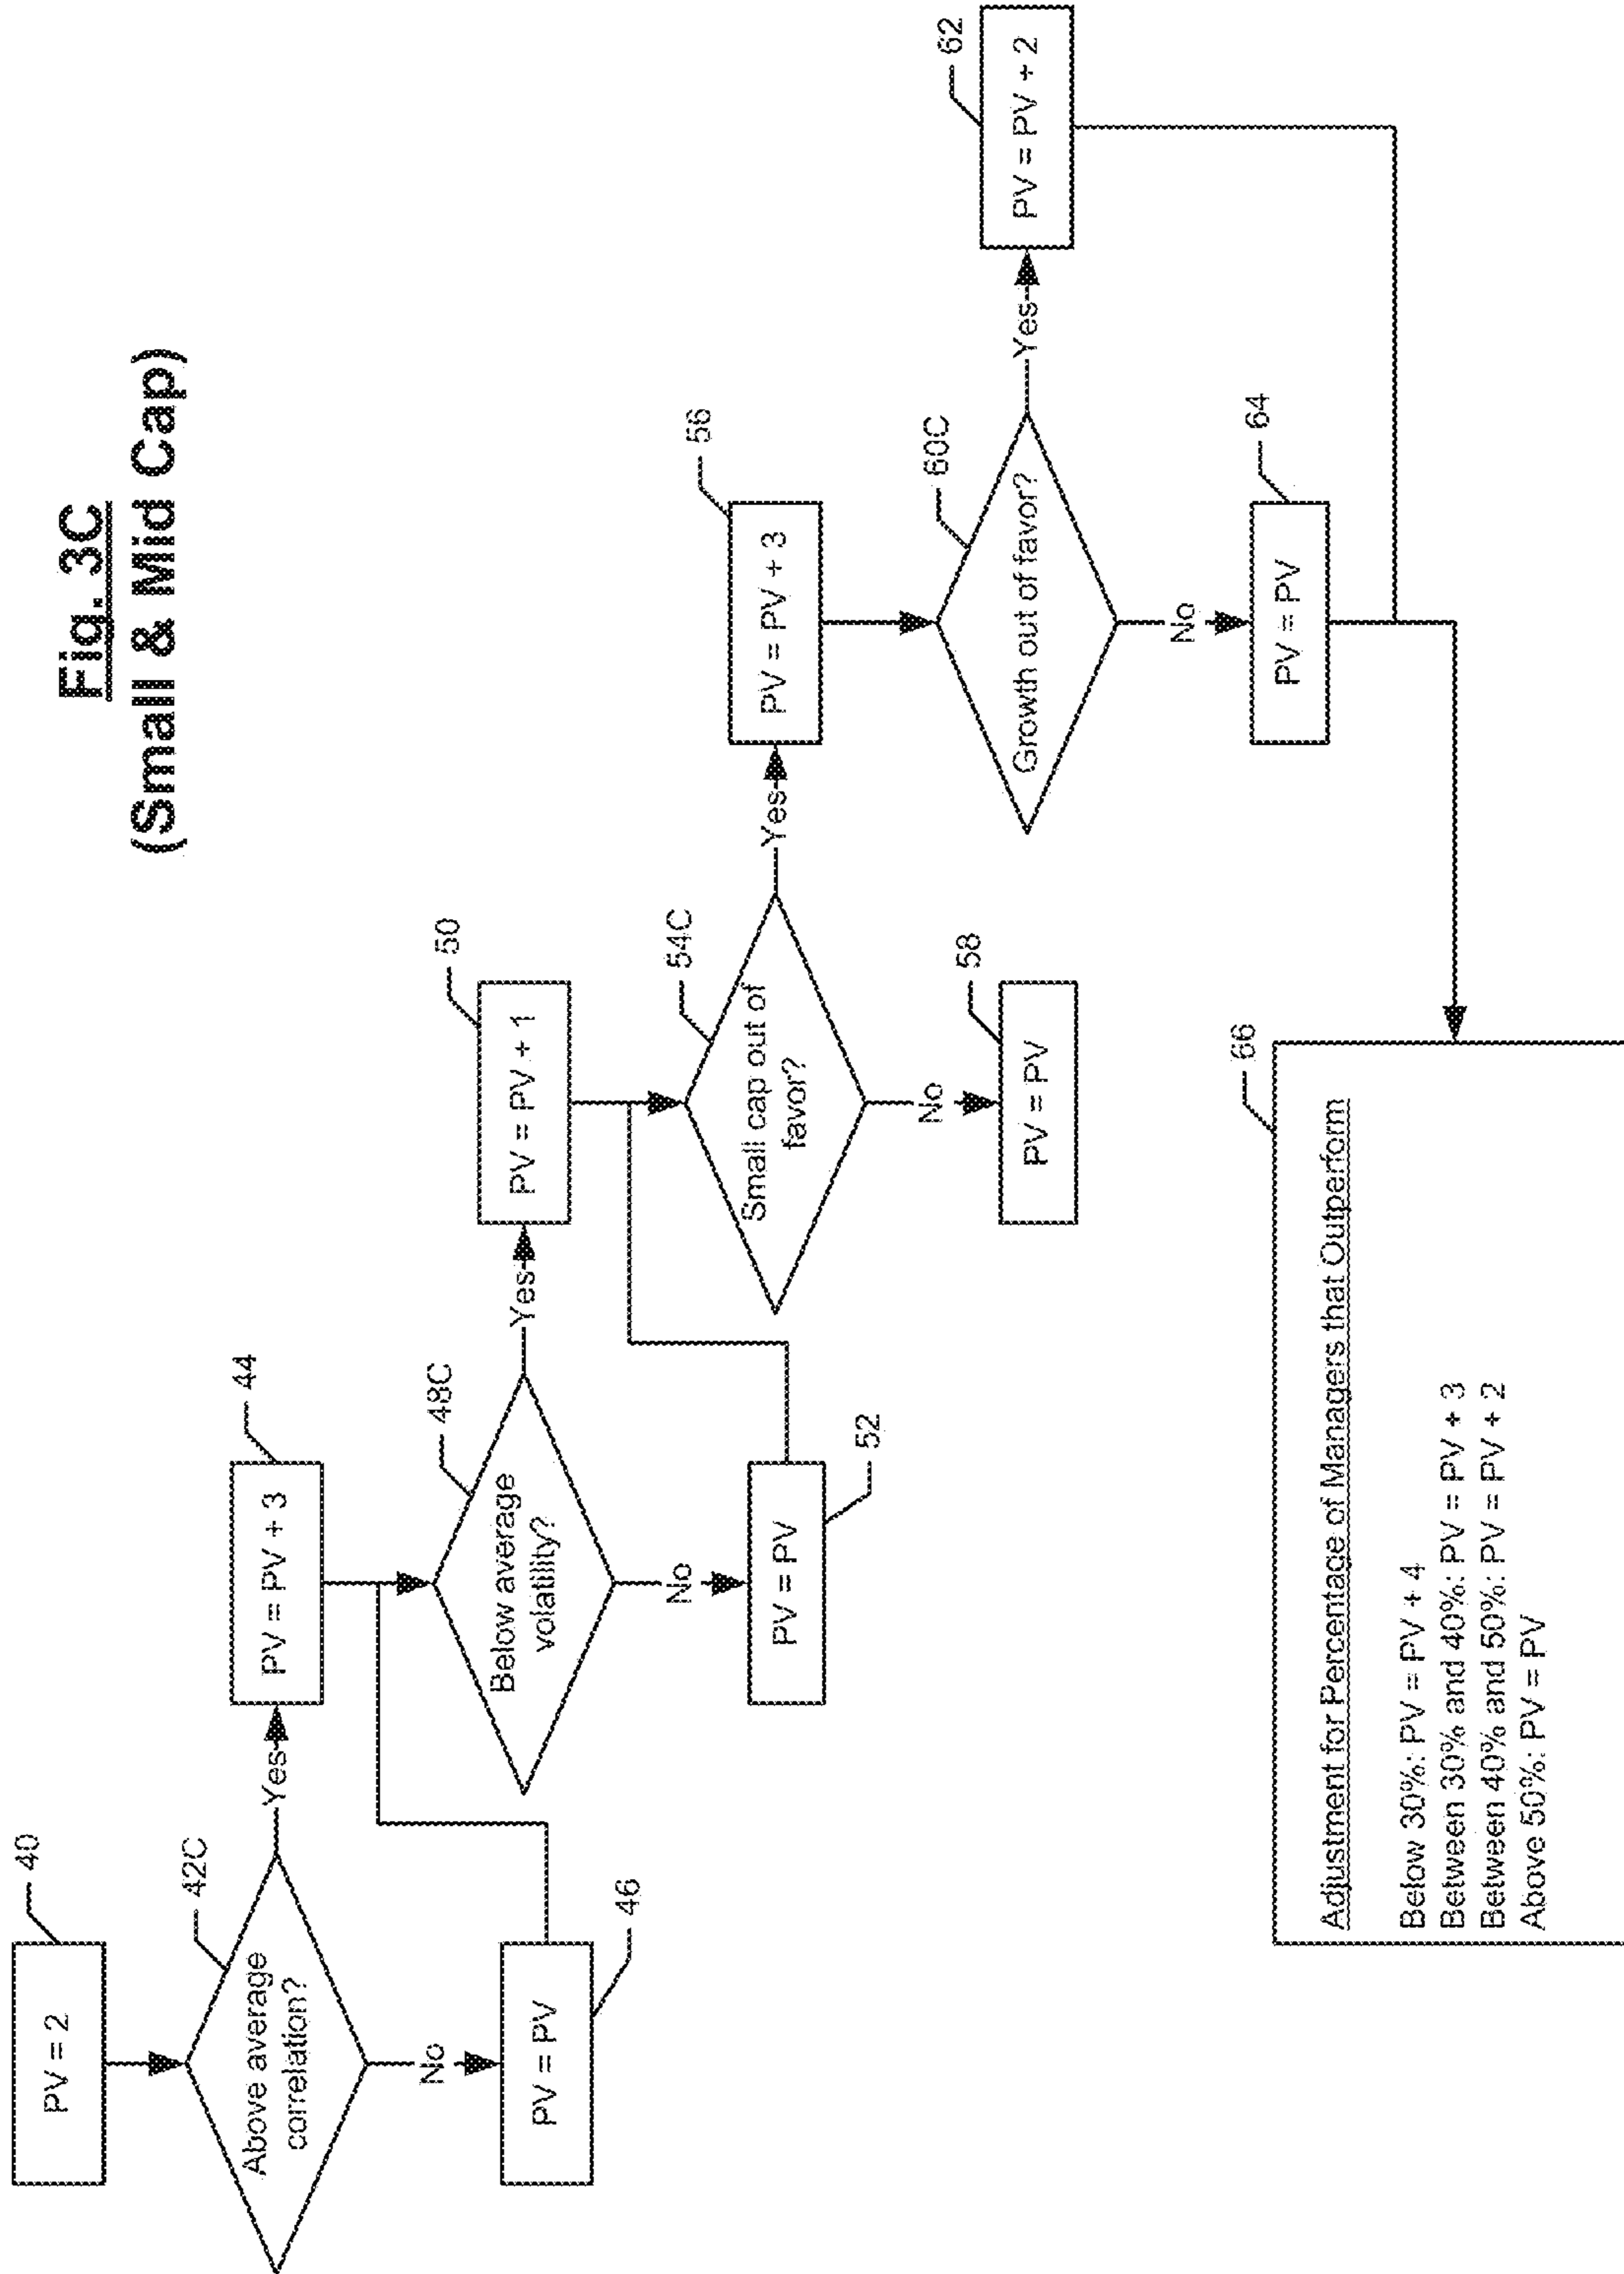 Fig. 3C
(Small & Mid Cap)
40
PV = 2
42C
Above average
correlation?
Yes
No
44
PV = PV + 3
46
PV = PV
48C
Below average
volatility?
Yes
No
50
PV = PV + 1
52
PV = PV
54C
Small cap out of
favor?
Yes
No
56
PV = PV + 3
58
PV = PV
60C
Growth out of favor?
Yes
No
62
PV = PV + 2
64
PV = PV
66
Adjustment for Percentage of Managers that Outperform
Below 30%: PV = PV + 4
Between 30% and 40%: PV = PV + 3
Between 40% and 50%: PV = PV + 2
Above 50%: PV = PV